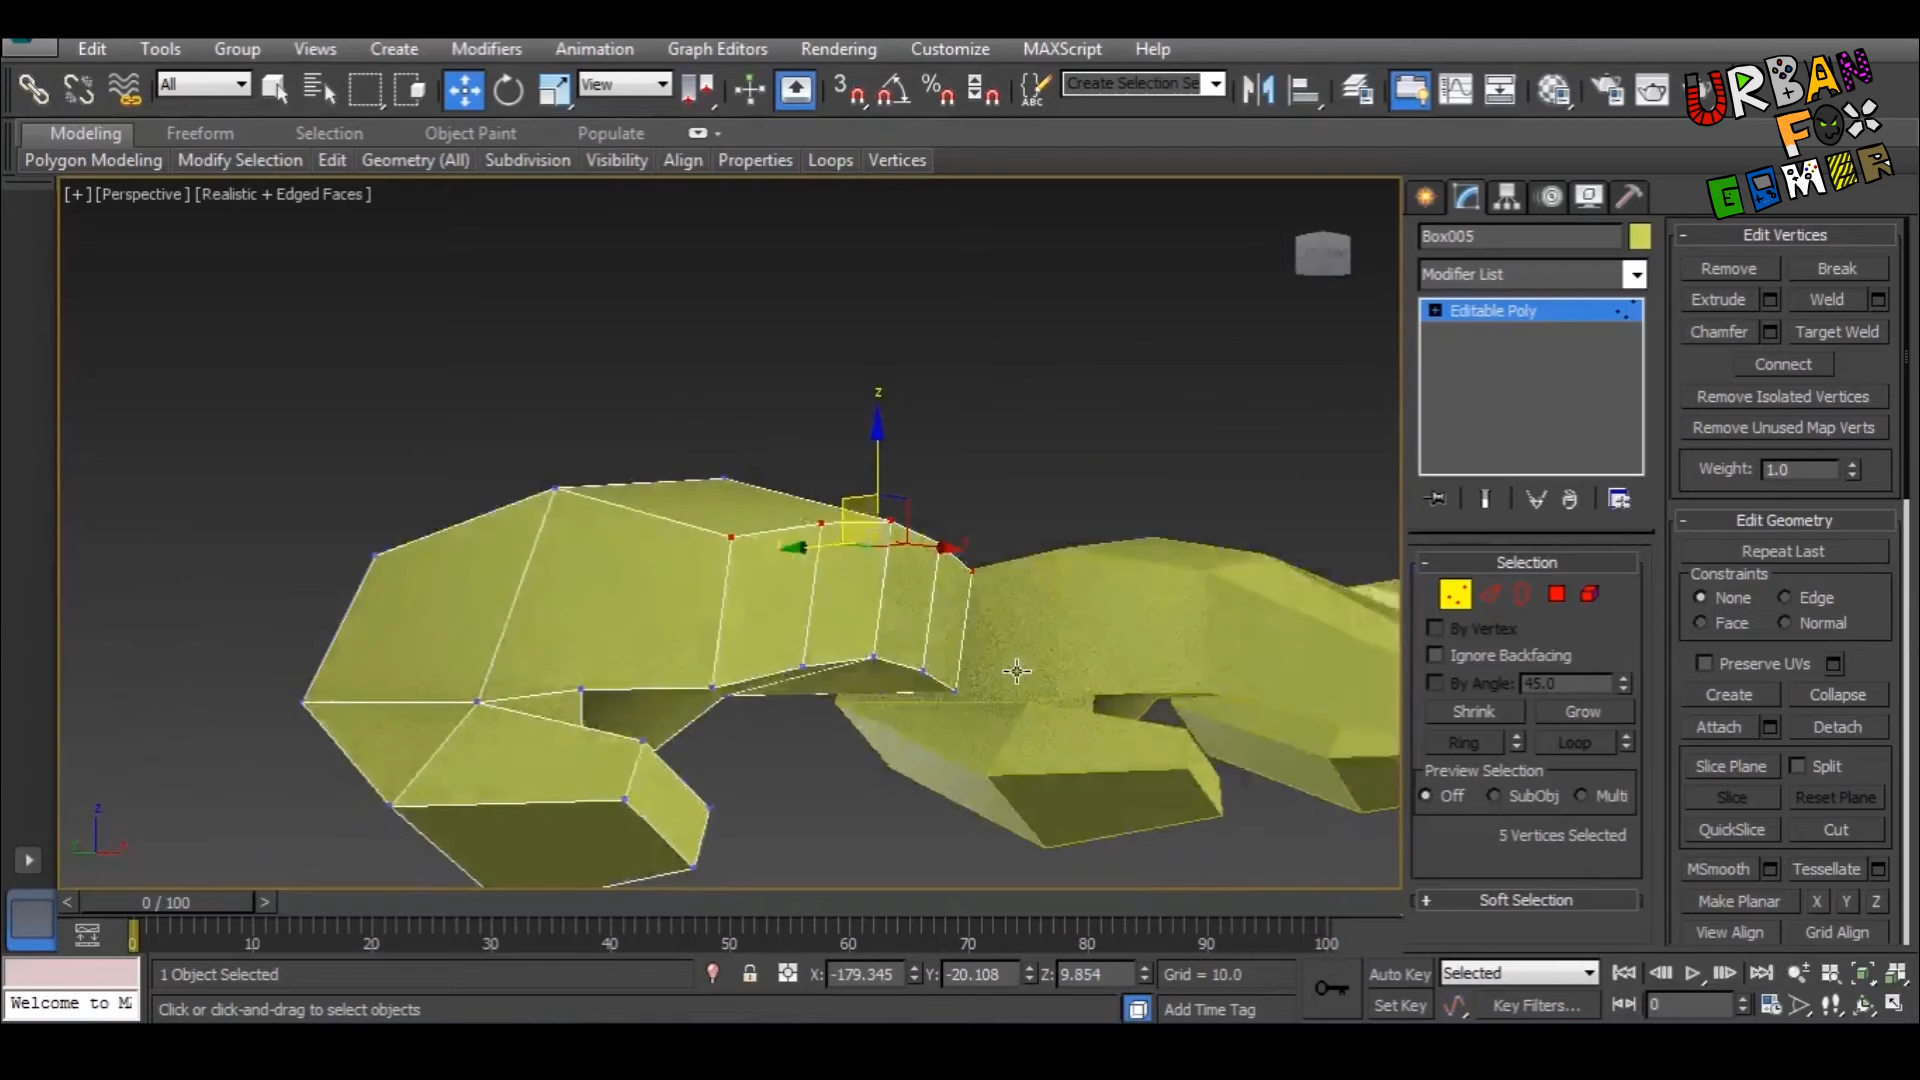 Edit Tools Group Views Create Modifiers Animation Graph Editors Rendering Customize MAXScript Help
URBAN FOX GAMER
All View Create Selection Se
Modeling Freeform Selection Object Paint Populate
Polygon Modeling Modify Selection Edit Geometry (All) Subdivision Visibility Align Properties Loops Vertices
[+] [Perspective ] [Realistic + Edged Faces ]
z
Box005
Modifier List
Editable Poly
Selection
By Vertex
Ignore Backfacing
By Angle: 45.0
Shrink Grow
Ring Loop
Preview Selection
Off SubObj Multi
5 Vertices Selected
+ Soft Selection
- Edit Vertices
Remove Break
Extrude Weld
Chamfer Target Weld
Connect
Remove Isolated Vertices
Remove Unused Map Verts
Weight: 1.0
- Edit Geometry
Repeat Last
Constraints
None Edge
Face Normal
Preserve UVs
Create Collapse
Attach Detach
Slice Plane Split
Slice Reset Plane
QuickSlice Cut
MSmooth Tessellate
Make Planar X Y Z
View Align Grid Align
z
< 0 / 100 >
0 10 20 30 40 50 60 70 80 90 100
1 Object Selected X: -179.345 Y: -20.108 Z: 9.854 Grid = 10.0 Auto Key Selected
Welcome to M Click or click-and-drag to select objects Add Time Tag Set Key Key Filters... 0